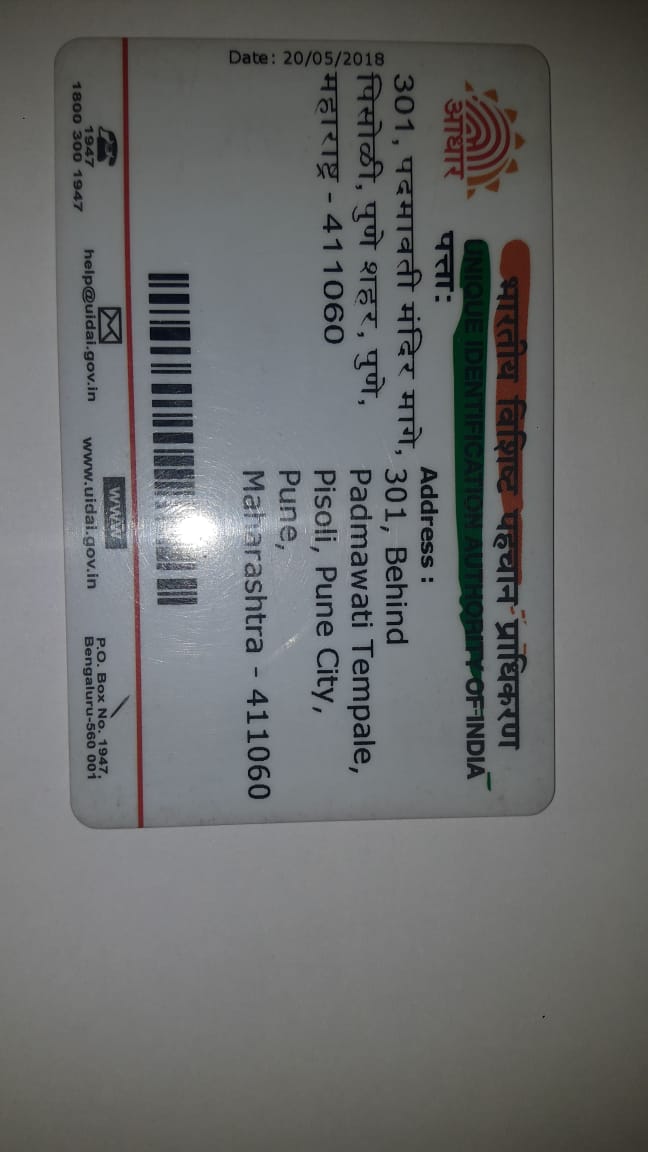 भारतीय विशिष्ट पहचान प्राधिकरण
UNIQUE IDENTIFICATION AUTHORITY OF INDIA
आधार
पत्ता:
301, पदमावती मंदिर मागे,
पिसोळी, पुणे शहर, पुणे,
महाराष्ट्र - 411060
Address :
301, Behind
Padmawati Tempale,
Pisoli, Pune City,
Pune,
Maharashtra - 411060
Date: 20/05/2018
1947
1800 300 1947
help@uidai.gov.in
www
www.uidai.gov.in
P.O. Box No. 1947,
Bengaluru-560 001